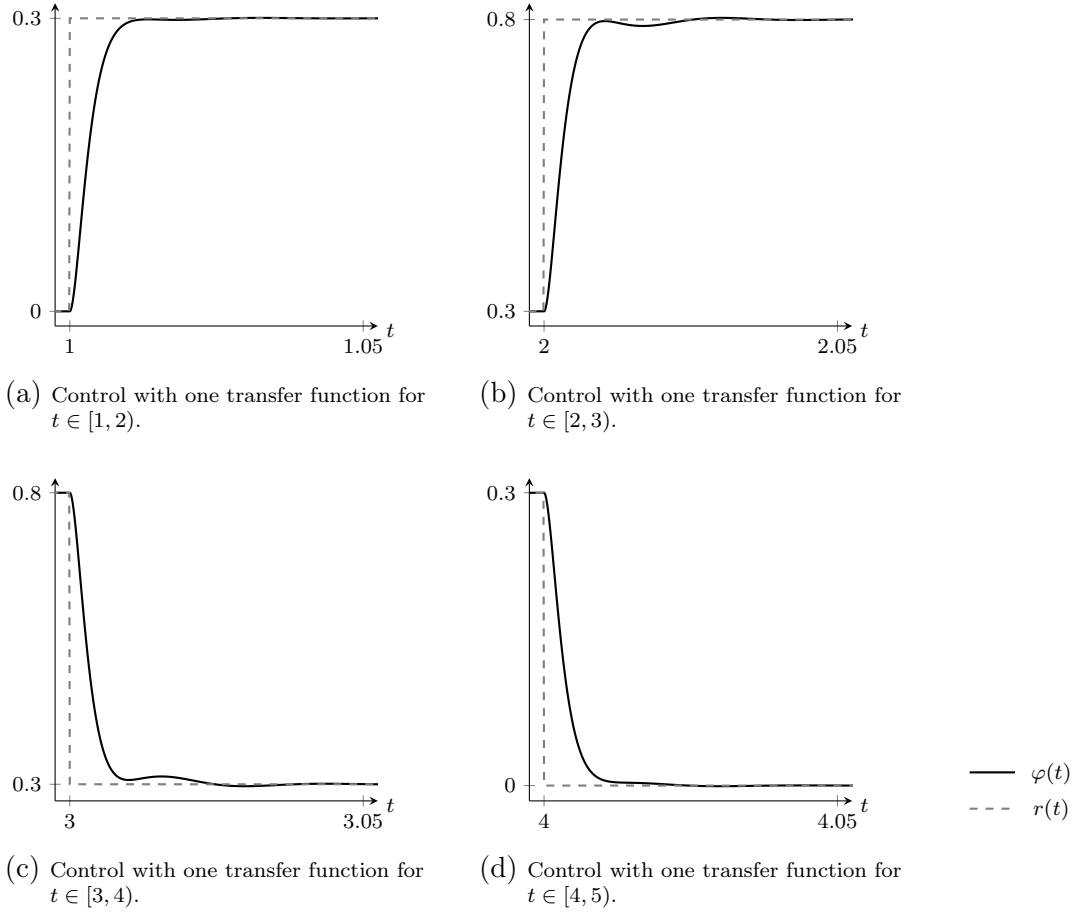 0.3
0
1
1.05
t
(a) Control with one transfer function for
t ∈ [1, 2).
0.8
0.3
2
2.05
t
(b) Control with one transfer function for
t ∈ [2, 3).
0.8
0.3
3
3.05
t
(c) Control with one transfer function for
t ∈ [3, 4).
0.3
0
4
4.05
t
(d) Control with one transfer function for
t ∈ [4, 5).
φ(t)
r(t)